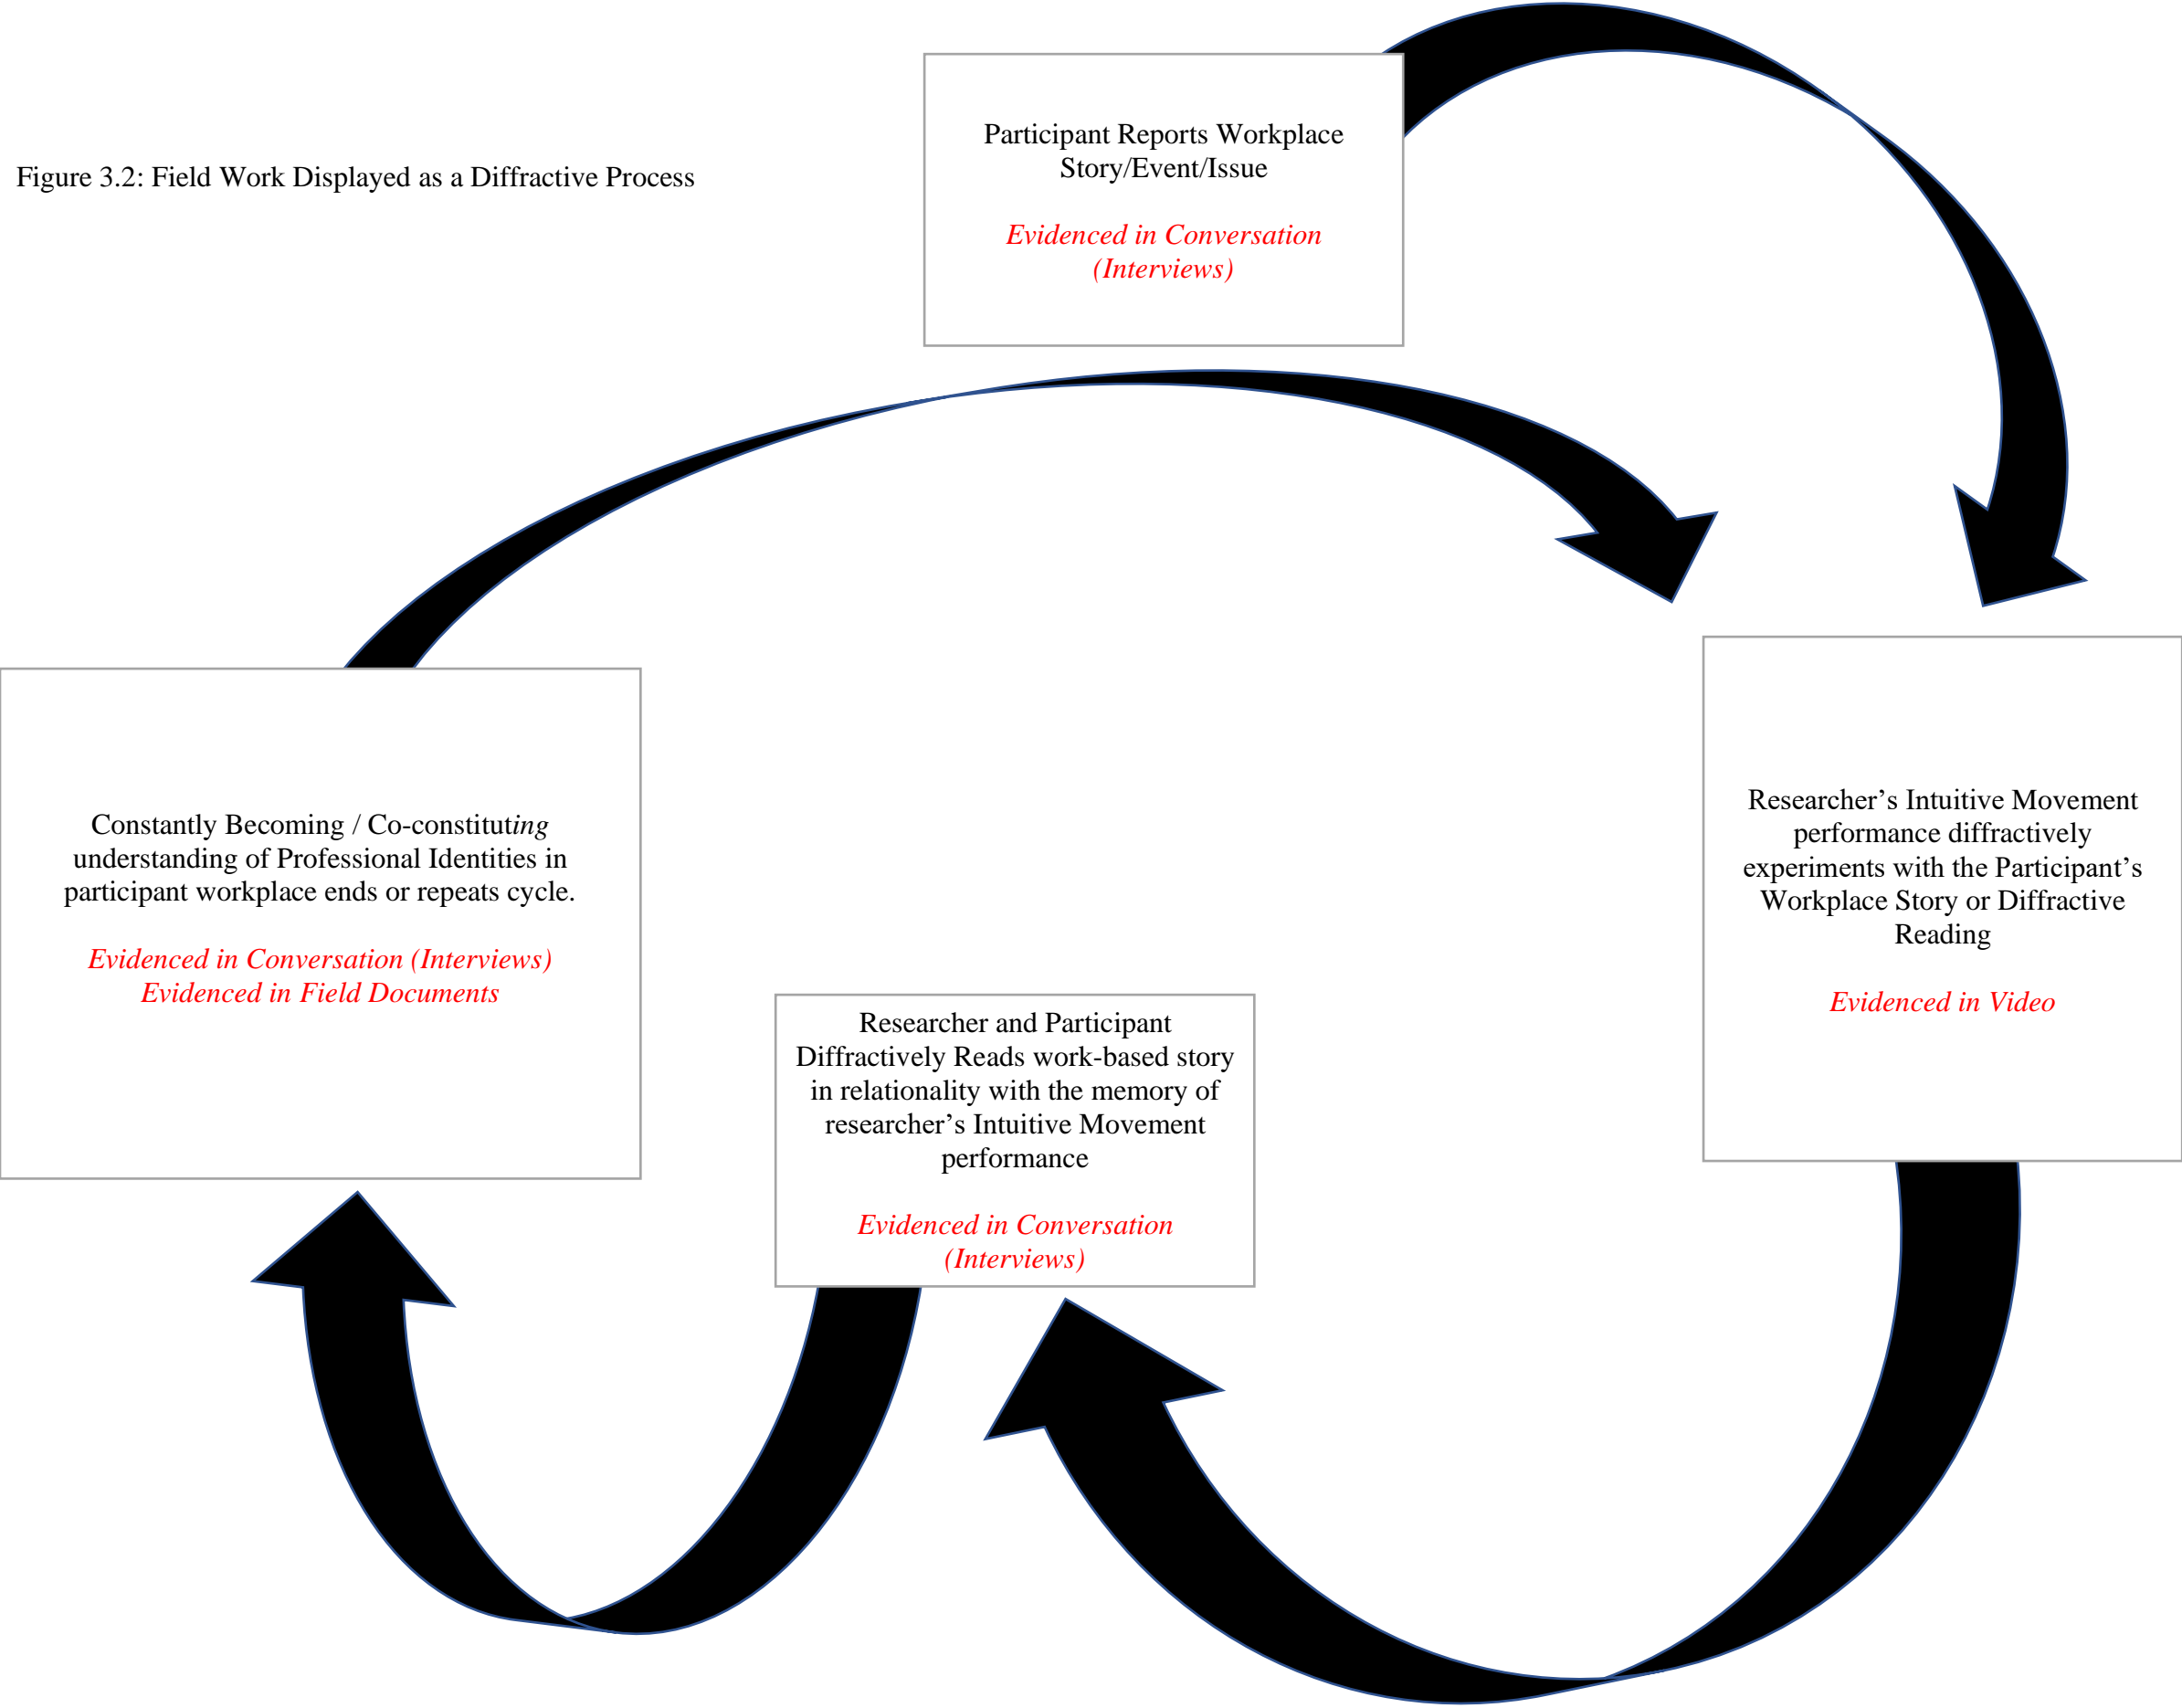 Figure 3.2: Field Work Displayed as a Diffractive Process
Participant Reports Workplace
Story/Event/Issue
Evidenced in Conversation
(Interviews)
Researcher’s Intuitive Movement
performance diffractively
experiments with the Participant’s
Workplace Story or Diffractive
Reading
Evidenced in Video
Researcher and Participant
Diffractively Reads work-based story
in relationality with the memory of
researcher’s Intuitive Movement
performance
Evidenced in Conversation
(Interviews)
Constantly Becoming / Co-constituting
understanding of Professional Identities in
participant workplace ends or repeats cycle.
Evidenced in Conversation (Interviews)
Evidenced in Field Documents